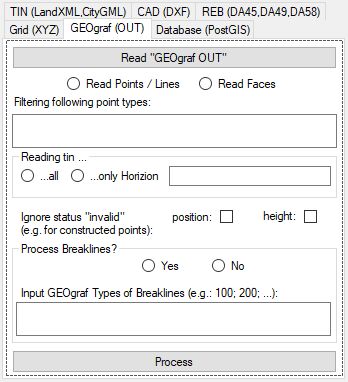 TIN (LandXML,CityGML) CAD (DXF) REB (DA45,DA49,DA58)
Grid (XYZ) GEOgraf (OUT) Database (PostGIS)
Read "GEOgraf OUT"
Read Points / Lines Read Faces
Filtering following point types:
Reading tin ...
...all ...only Horizion
Ignore status "invalid" position: height:
(e.g. for constructed points):
Process Breaklines?
Yes No
Input GEOgraf Types of Breaklines (e.g.: 100; 200; ...):
Process